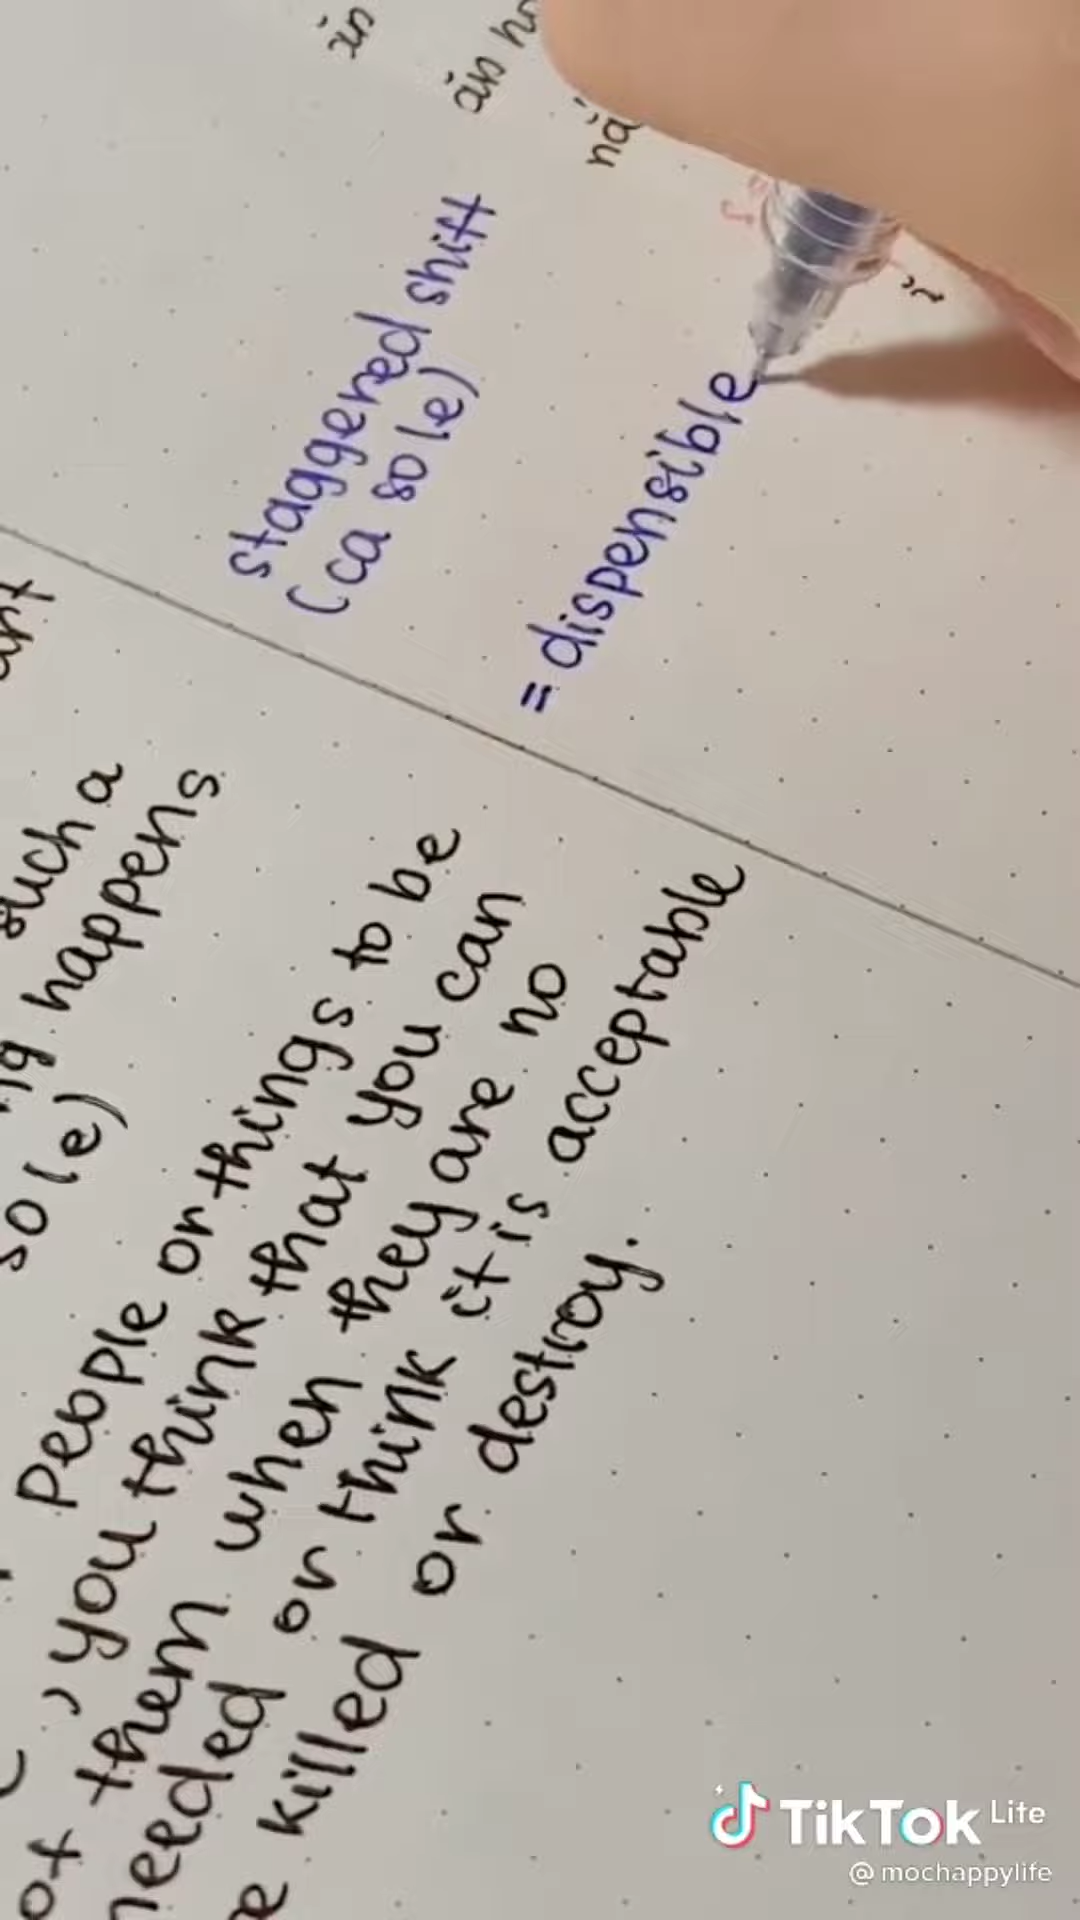 staggered shift
(ca so le)
= dispensible
such a
happens
so le)
people or things to be
, you think that you can
them when they are no
needed or think it is acceptable
killed or destroy.
TikTok Lite
@mochappylife